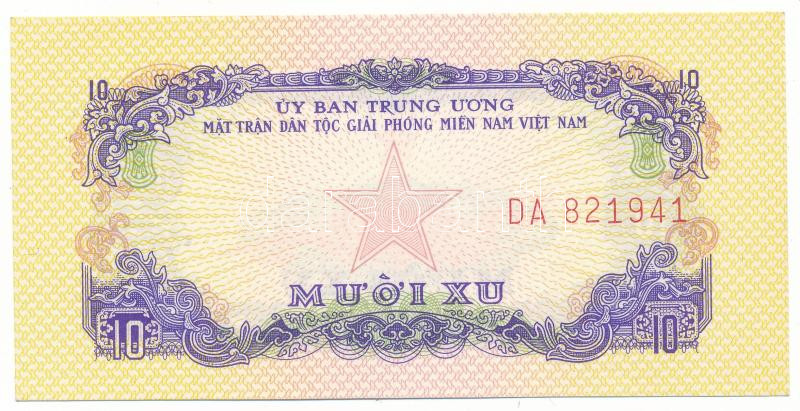 10 10
ỦY BAN TRUNG ƯƠNG
MẶT TRẬN DÂN TỘC GIẢI PHÓNG MIỀN NAM VIỆT NAM
DA 821941
MƯỜI XU
10 10